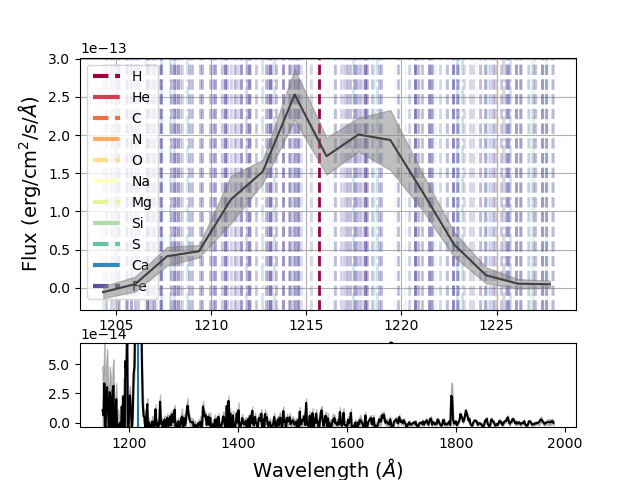 1e−13
3.0
2.5
2.0
1.5
1.0
0.5
0.0
Flux (erg/cm²/s/Å)
H
He
C
N
O
Na
Mg
Si
S
Ca
Fe
1205 1210 1215 1220 1225
1e−14
5.0
2.5
0.0
1200 1400 1600 1800 2000
Wavelength (Å)